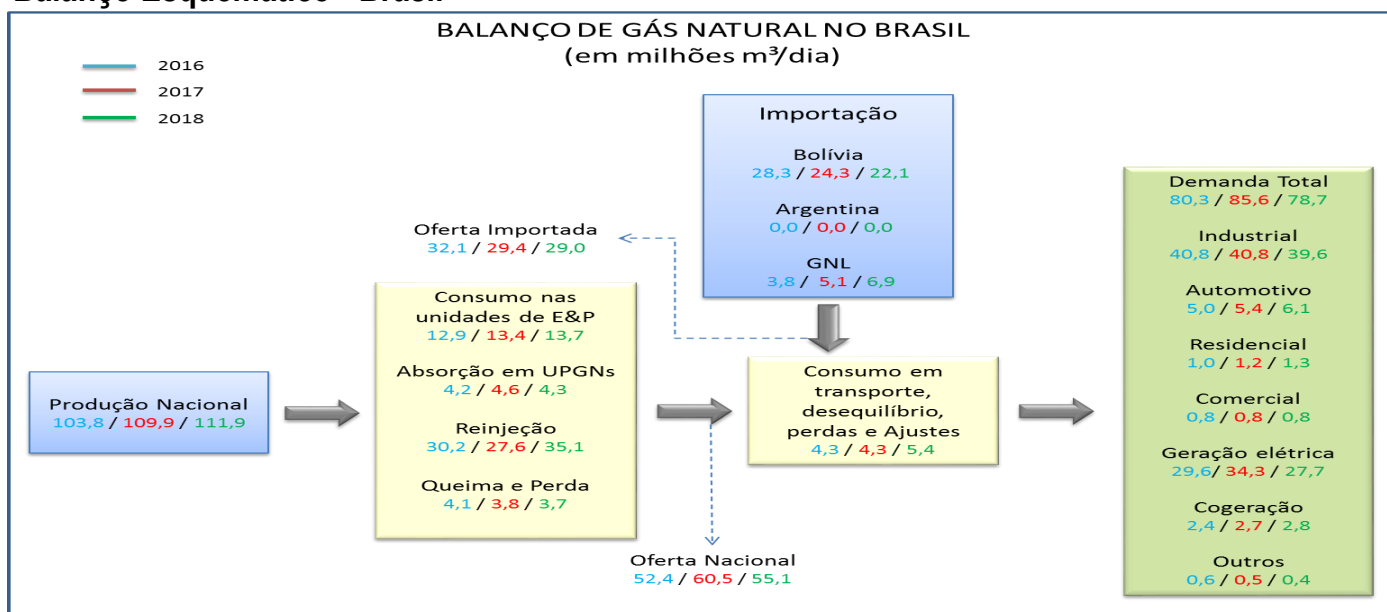 Balanço Esquemático - Brasil
BALANÇO DE GÁS NATURAL NO BRASIL
(em milhões m³/dia)
2016
2017
2018
Importação
Bolívia
28,3 / 24,3 / 22,1
Argentina
0,0 / 0,0 / 0,0
GNL
3,8 / 5,1 / 6,9
Oferta Importada
32,1 / 29,4 / 29,0
Produção Nacional
103,8 / 109,9 / 111,9
Consumo nas
unidades de E&P
12,9 / 13,4 / 13,7
Absorção em UPGNs
4,2 / 4,6 / 4,3
Reinjeção
30,2 / 27,6 / 35,1
Queima e Perda
4,1 / 3,8 / 3,7
Oferta Nacional
52,4 / 60,5 / 55,1
Consumo em
transporte,
desequilíbrio,
perdas e Ajustes
4,3 / 4,3 / 5,4
Demanda Total
80,3 / 85,6 / 78,7
Industrial
40,8 / 40,8 / 39,6
Automotivo
5,0 / 5,4 / 6,1
Residencial
1,0 / 1,2 / 1,3
Comercial
0,8 / 0,8 / 0,8
Geração elétrica
29,6/ 34,3 / 27,7
Cogeração
2,4 / 2,7 / 2,8
Outros
0,6 / 0,5 / 0,4